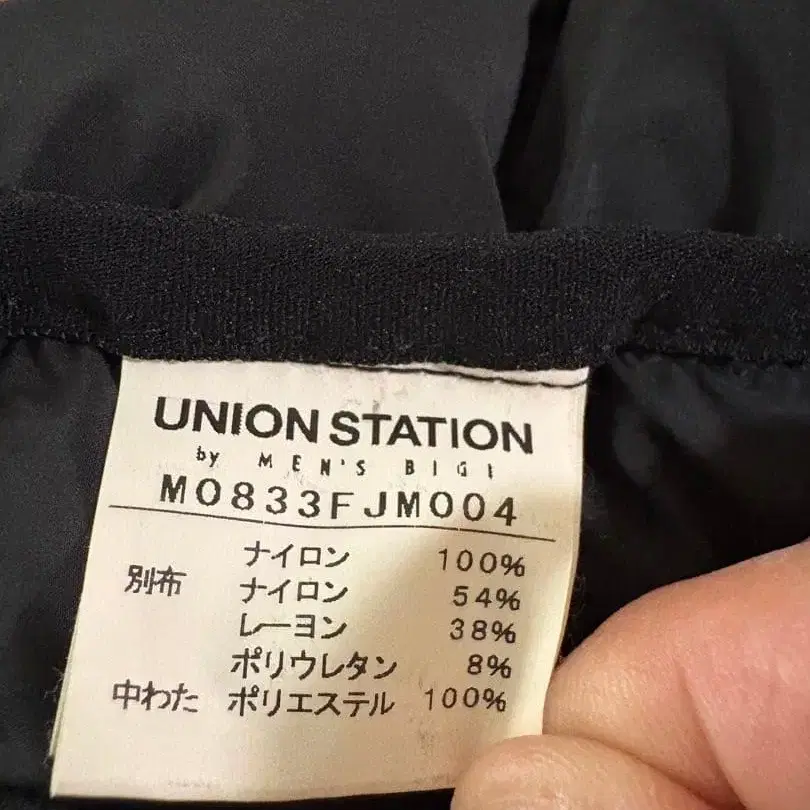 UNION STATION
by MEN'S BIGI
M0833FJM004
ナイロン 100%
別布 ナイロン 54%
レーヨン 38%
ポリウレタン 8%
中わた ポリエステル 100%